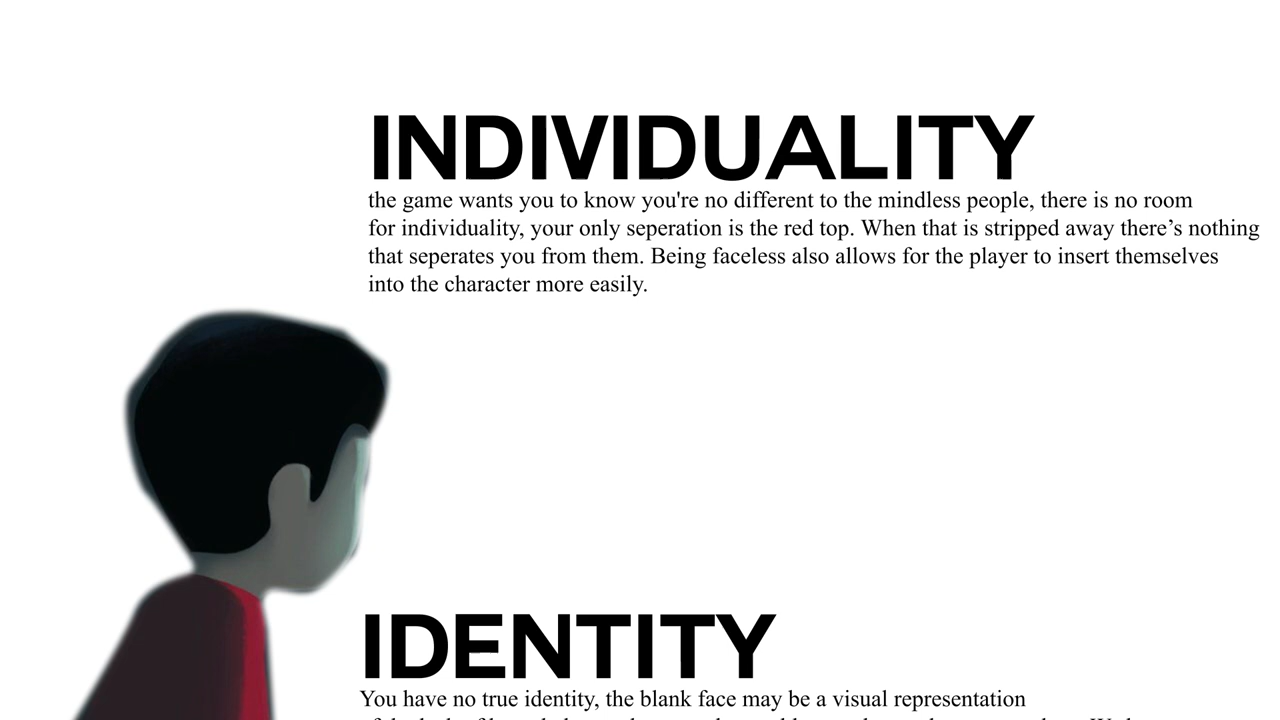 INDIVIDUALITY
the game wants you to know you're no different to the mindless people, there is no room
for individuality, your only seperation is the red top. When that is stripped away there’s nothing
that seperates you from them. Being faceless also allows for the player to insert themselves
into the character more easily.
IDENTITY
You have no true identity, the blank face may be a visual representation